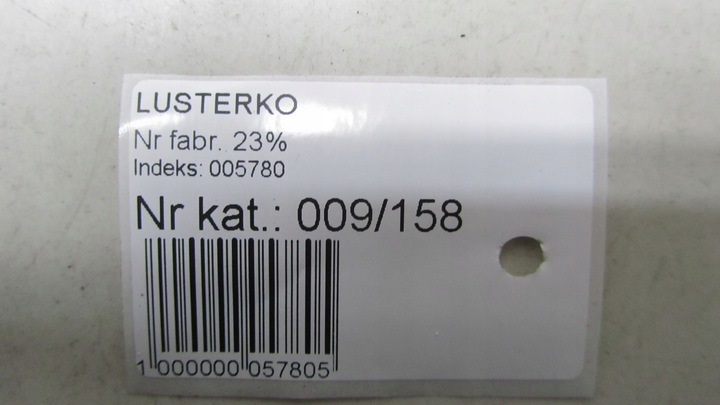 LUSTERKO
Nr fabr. 23%
Indeks: 005780
Nr kat.: 009/158
1 000000 057805